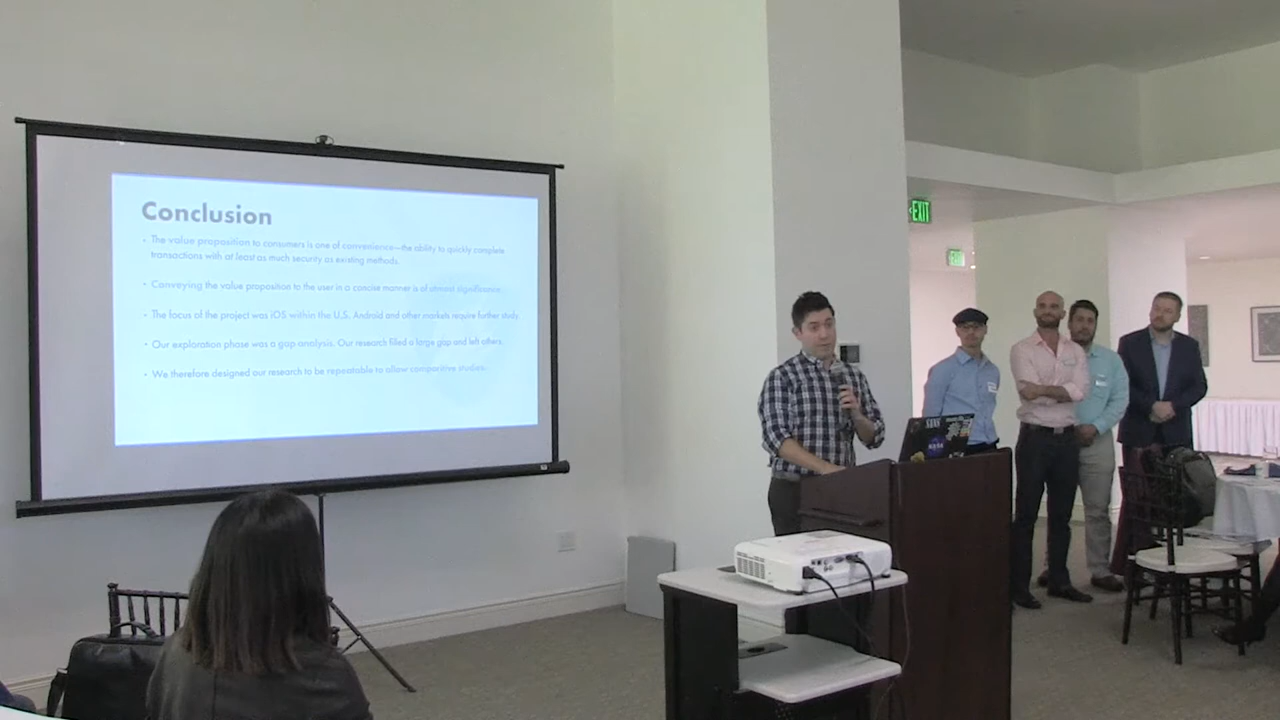 Conclusion
• The value proposition to consumers is one of convenience—the ability to quickly complete
transactions with at least as much security as existing methods.
• Conveying the value proposition to the user in a concise manner is of utmost significance.
• The focus of the project was iOS within the U.S. Android and other markets require further study.
• Our exploration phase was a gap analysis. Our research filled a large gap and left others.
• We therefore designed our research to be repeatable to allow comparative studies.
EXIT
EXIT
NASA